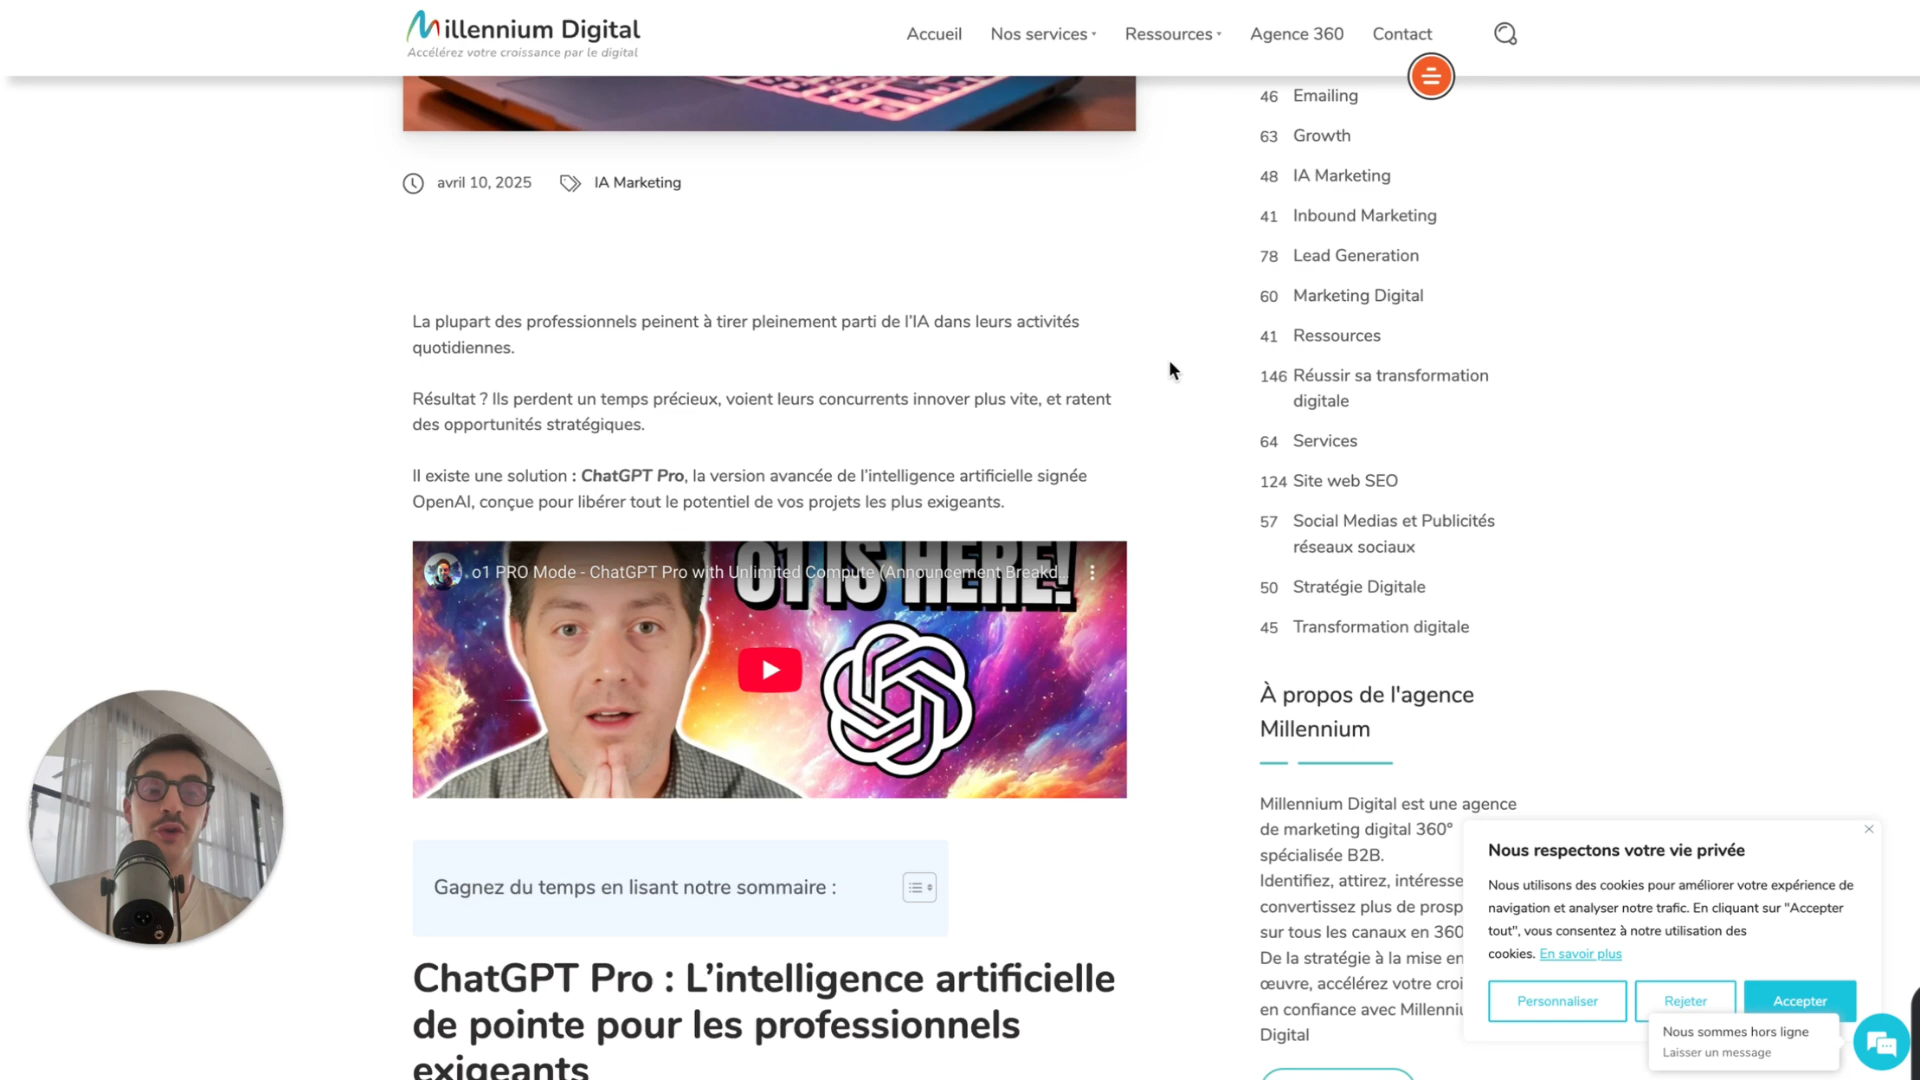 Millennium Digital
Accélérez votre croissance par le digital
Accueil
Nos services
Ressources
Agence 360
Contact
avril 10, 2025
IA Marketing
La plupart des professionnels peinent à tirer pleinement parti de l'IA dans leurs activités
quotidiennes.
Résultat ? Ils perdent un temps précieux, voient leurs concurrents innover plus vite, et ratent
des opportunités stratégiques.
Il existe une solution : ChatGPT Pro, la version avancée de l'intelligence artificielle signée
OpenAI, conçue pour libérer tout le potentiel de vos projets les plus exigeants.
o1 IS HERE!
o1 PRO Mode - ChatGPT Pro with Unlimited Compute (Announcement Breakd...
Gagnez du temps en lisant notre sommaire :
ChatGPT Pro : L'intelligence artificielle
de pointe pour les professionnels
exigeants
46 Emailing
63 Growth
48 IA Marketing
41 Inbound Marketing
78 Lead Generation
60 Marketing Digital
41 Ressources
146 Réussir sa transformation
digitale
64 Services
124 Site web SEO
57 Social Medias et Publicités
réseaux sociaux
50 Stratégie Digitale
45 Transformation digitale
À propos de l'agence
Millennium
Millennium Digital est une agence
de marketing digital 360°
spécialisée B2B.
Identifiez, attirez, intéresse
convertissez plus de prosp
sur tous les canaux en 360
De la stratégie à la mise en
œuvre, accélérez votre croi
en confiance avec Millenniu
Digital
Nous respectons votre vie privée
Nous utilisons des cookies pour améliorer votre expérience de
navigation et analyser notre trafic. En cliquant sur "Accepter
tout", vous consentez à notre utilisation des
cookies. En savoir plus
Personnaliser
Rejeter
Accepter
Nous sommes hors ligne
Laisser un message